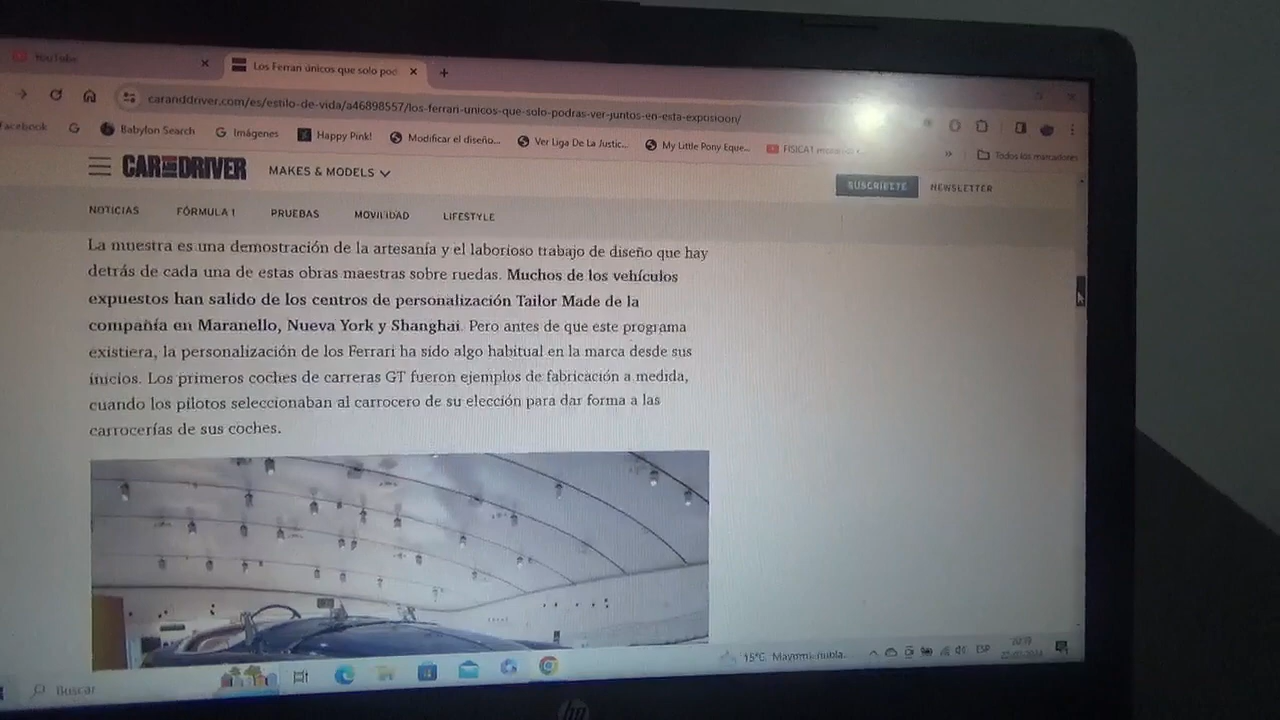 YouTube
Los Ferrari únicos que solo pod
caranddriver.com/es/estilo-de-vida/a46898557/los-ferrari-unicos-que-solo-podras-ver-juntos-en-esta-exposicion/
Facebook G Babylon Search G Imágenes Happy Pink! Modificar el diseño... Ver Liga De La Justic... My Little Pony Eque... FISICA1 » Todos los marcadores
CAR AND DRIVER MAKES & MODELS SUSCRÍBETE NEWSLETTER
NOTICIAS FÓRMULA 1 PRUEBAS MOVILIDAD LIFESTYLE
La muestra es una demostración de la artesanía y el laborioso trabajo de diseño que hay
detrás de cada una de estas obras maestras sobre ruedas. Muchos de los vehículos
expuestos han salido de los centros de personalización Tailor Made de la
compañía en Maranello, Nueva York y Shanghai. Pero antes de que este programa
existiera, la personalización de los Ferrari ha sido algo habitual en la marca desde sus
inicios. Los primeros coches de carreras GT fueron ejemplos de fabricación a medida,
cuando los pilotos seleccionaban al carrocero de su elección para dar forma a las
carrocerías de sus coches.
Buscar
15°C Mayorm. nubla. ESP
hp